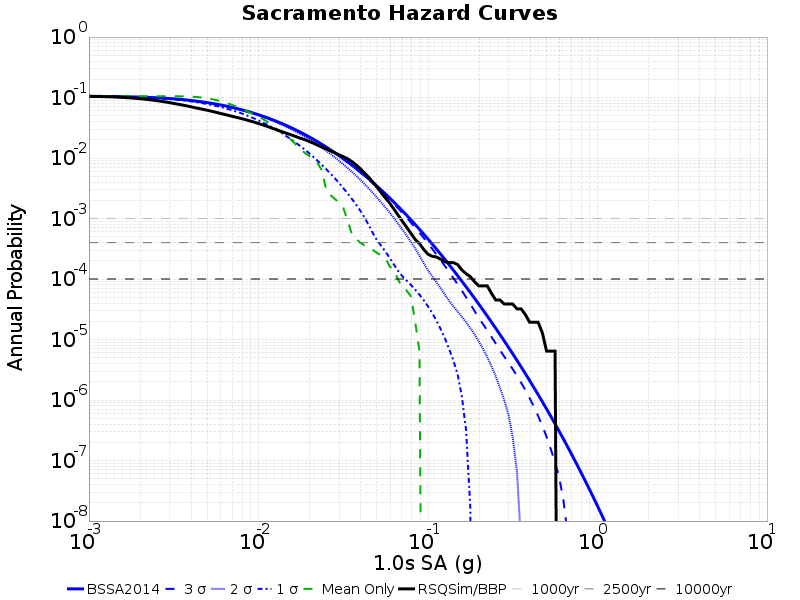 Sacramento Hazard Curves
10^0
10^-1
10^-2
10^-3
10^-4
10^-5
10^-6
10^-7
10^-8
Annual Probability
10^-3 10^-2 10^-1 10^0 10^1
1.0s SA (g)
BSSA2014 3 σ 2 σ 1 σ Mean Only RSQSim/BBP 1000yr 2500yr 10000yr